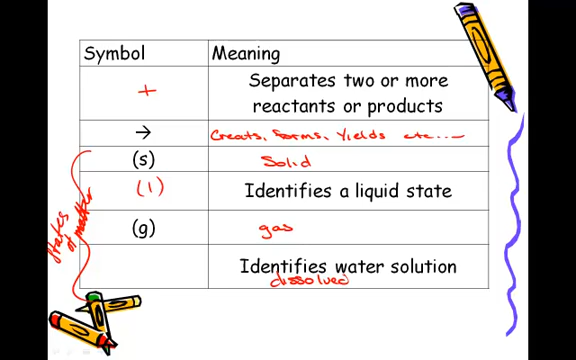 Symbol Meaning
+ Separates two or more
reactants or products
→ Creats, forms, Yields etc....
(s) Solid
(l) Identifies a liquid state
(g) gas
Identifies water solution
dissolved
states
of matter